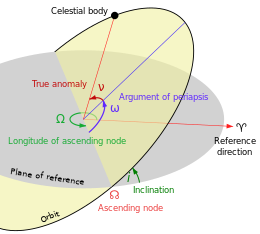 Celestial body
True anomaly
ν
Argument of periapsis
ω
Ω
Longitude of ascending node
♈
Reference
direction
Plane of reference
i
Inclination
☊
Ascending node
Orbit